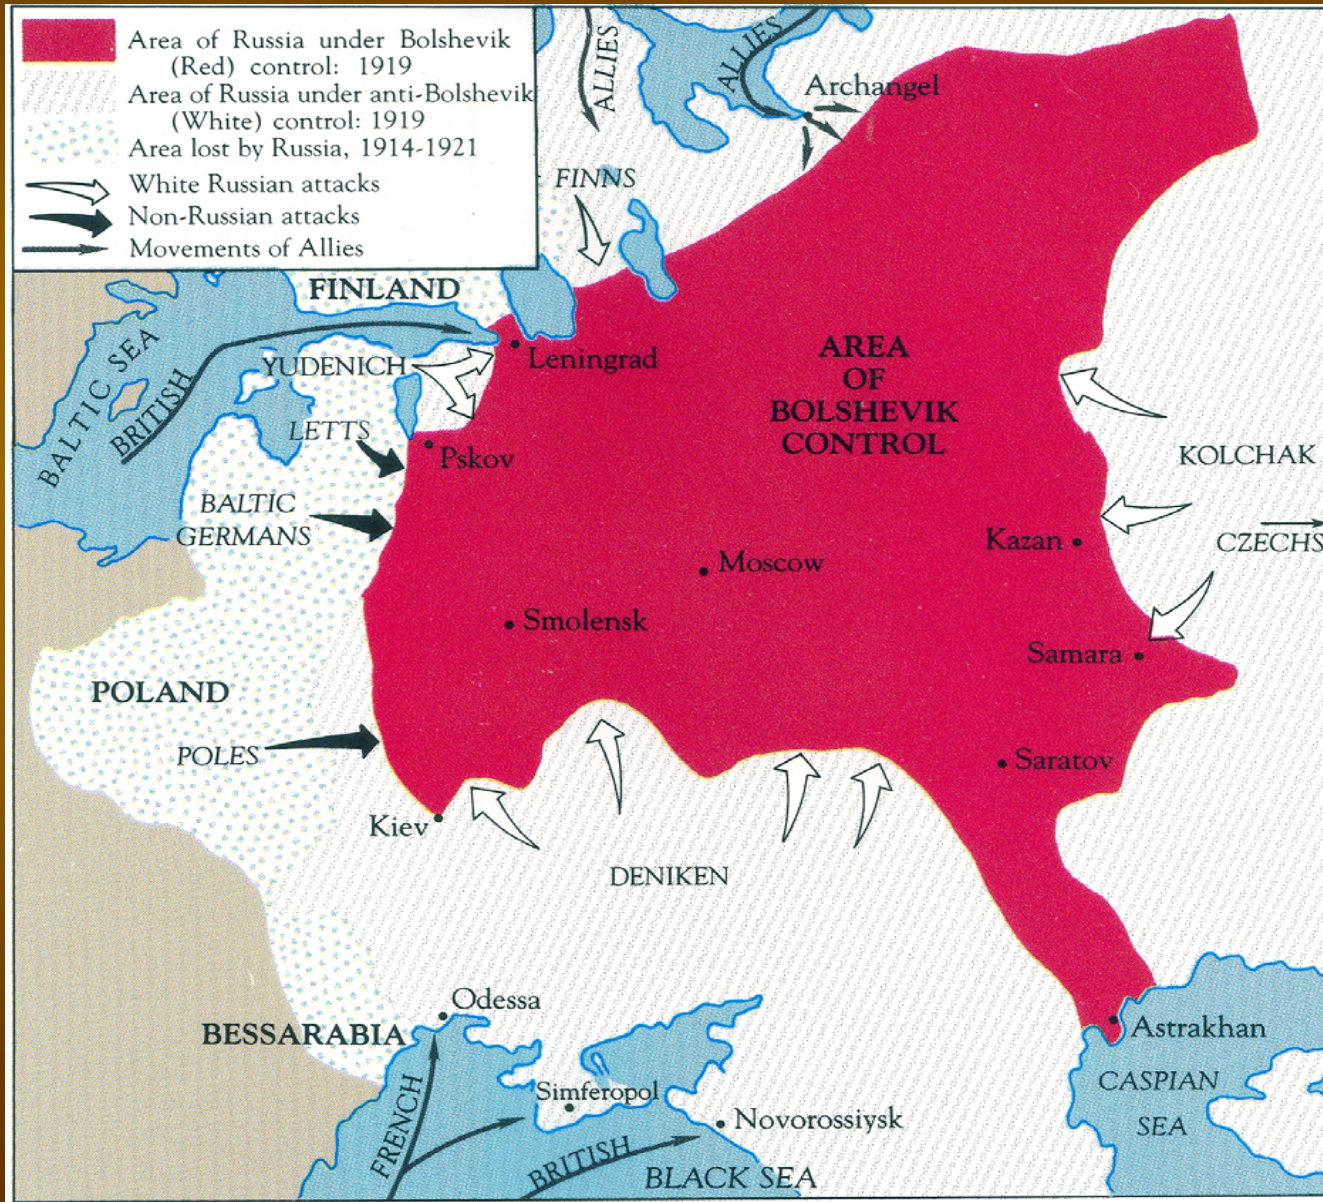 Area of Russia under Bolshevik
(Red) control: 1919
Area of Russia under anti-Bolshevik
(White) control: 1919
Area lost by Russia, 1914-1921
White Russian attacks
Non-Russian attacks
Movements of Allies
ALLIES
ALLIES
Archangel
FINNS
FINLAND
BALTIC SEA
BRITISH
YUDENICH
Leningrad
AREA
OF
BOLSHEVIK
CONTROL
LETTS
Pskov
KOLCHAK
BALTIC
GERMANS
Kazan
CZECHS
Moscow
Smolensk
Samara
POLAND
POLES
Saratov
Kiev
DENIKEN
Odessa
BESSARABIA
Astrakhan
CASPIAN
SEA
FRENCH
Simferopol
Novorossiysk
BRITISH
BLACK SEA